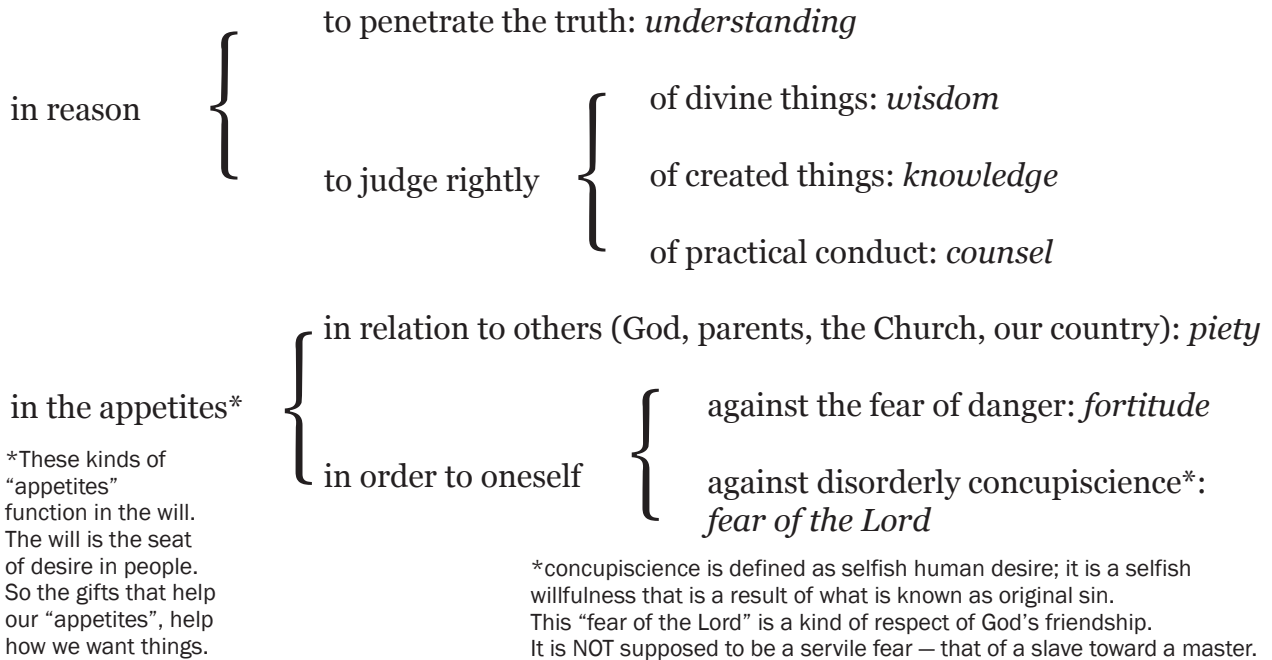 to penetrate the truth: understanding
in reason
of divine things: wisdom
to judge rightly
of created things: knowledge
of practical conduct: counsel
in relation to others (God, parents, the Church, our country): piety
in the appetites*
against the fear of danger: fortitude
in order to oneself
against disorderly concupiscience*:
fear of the Lord
*These kinds of
“appetites”
function in the will.
The will is the seat
of desire in people.
So the gifts that help
our “appetites”, help
how we want things.
*concupiscience is defined as selfish human desire; it is a selfish
willfulness that is a result of what is known as original sin.
This “fear of the Lord” is a kind of respect of God’s friendship.
It is NOT supposed to be a servile fear — that of a slave toward a master.